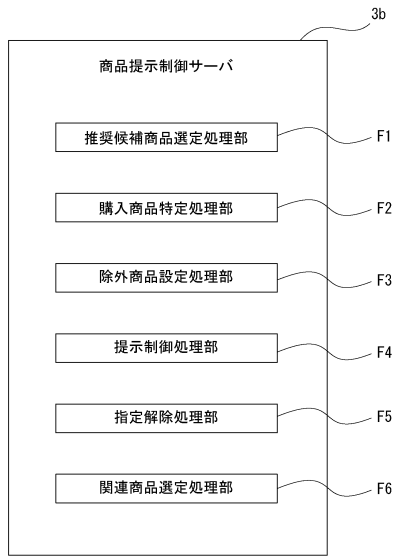 3b
商品提示制御サーバ
推奨候補商品選定処理部
F1
購入商品特定処理部
F2
除外商品設定処理部
F3
提示制御処理部
F4
指定解除処理部
F5
関連商品選定処理部
F6